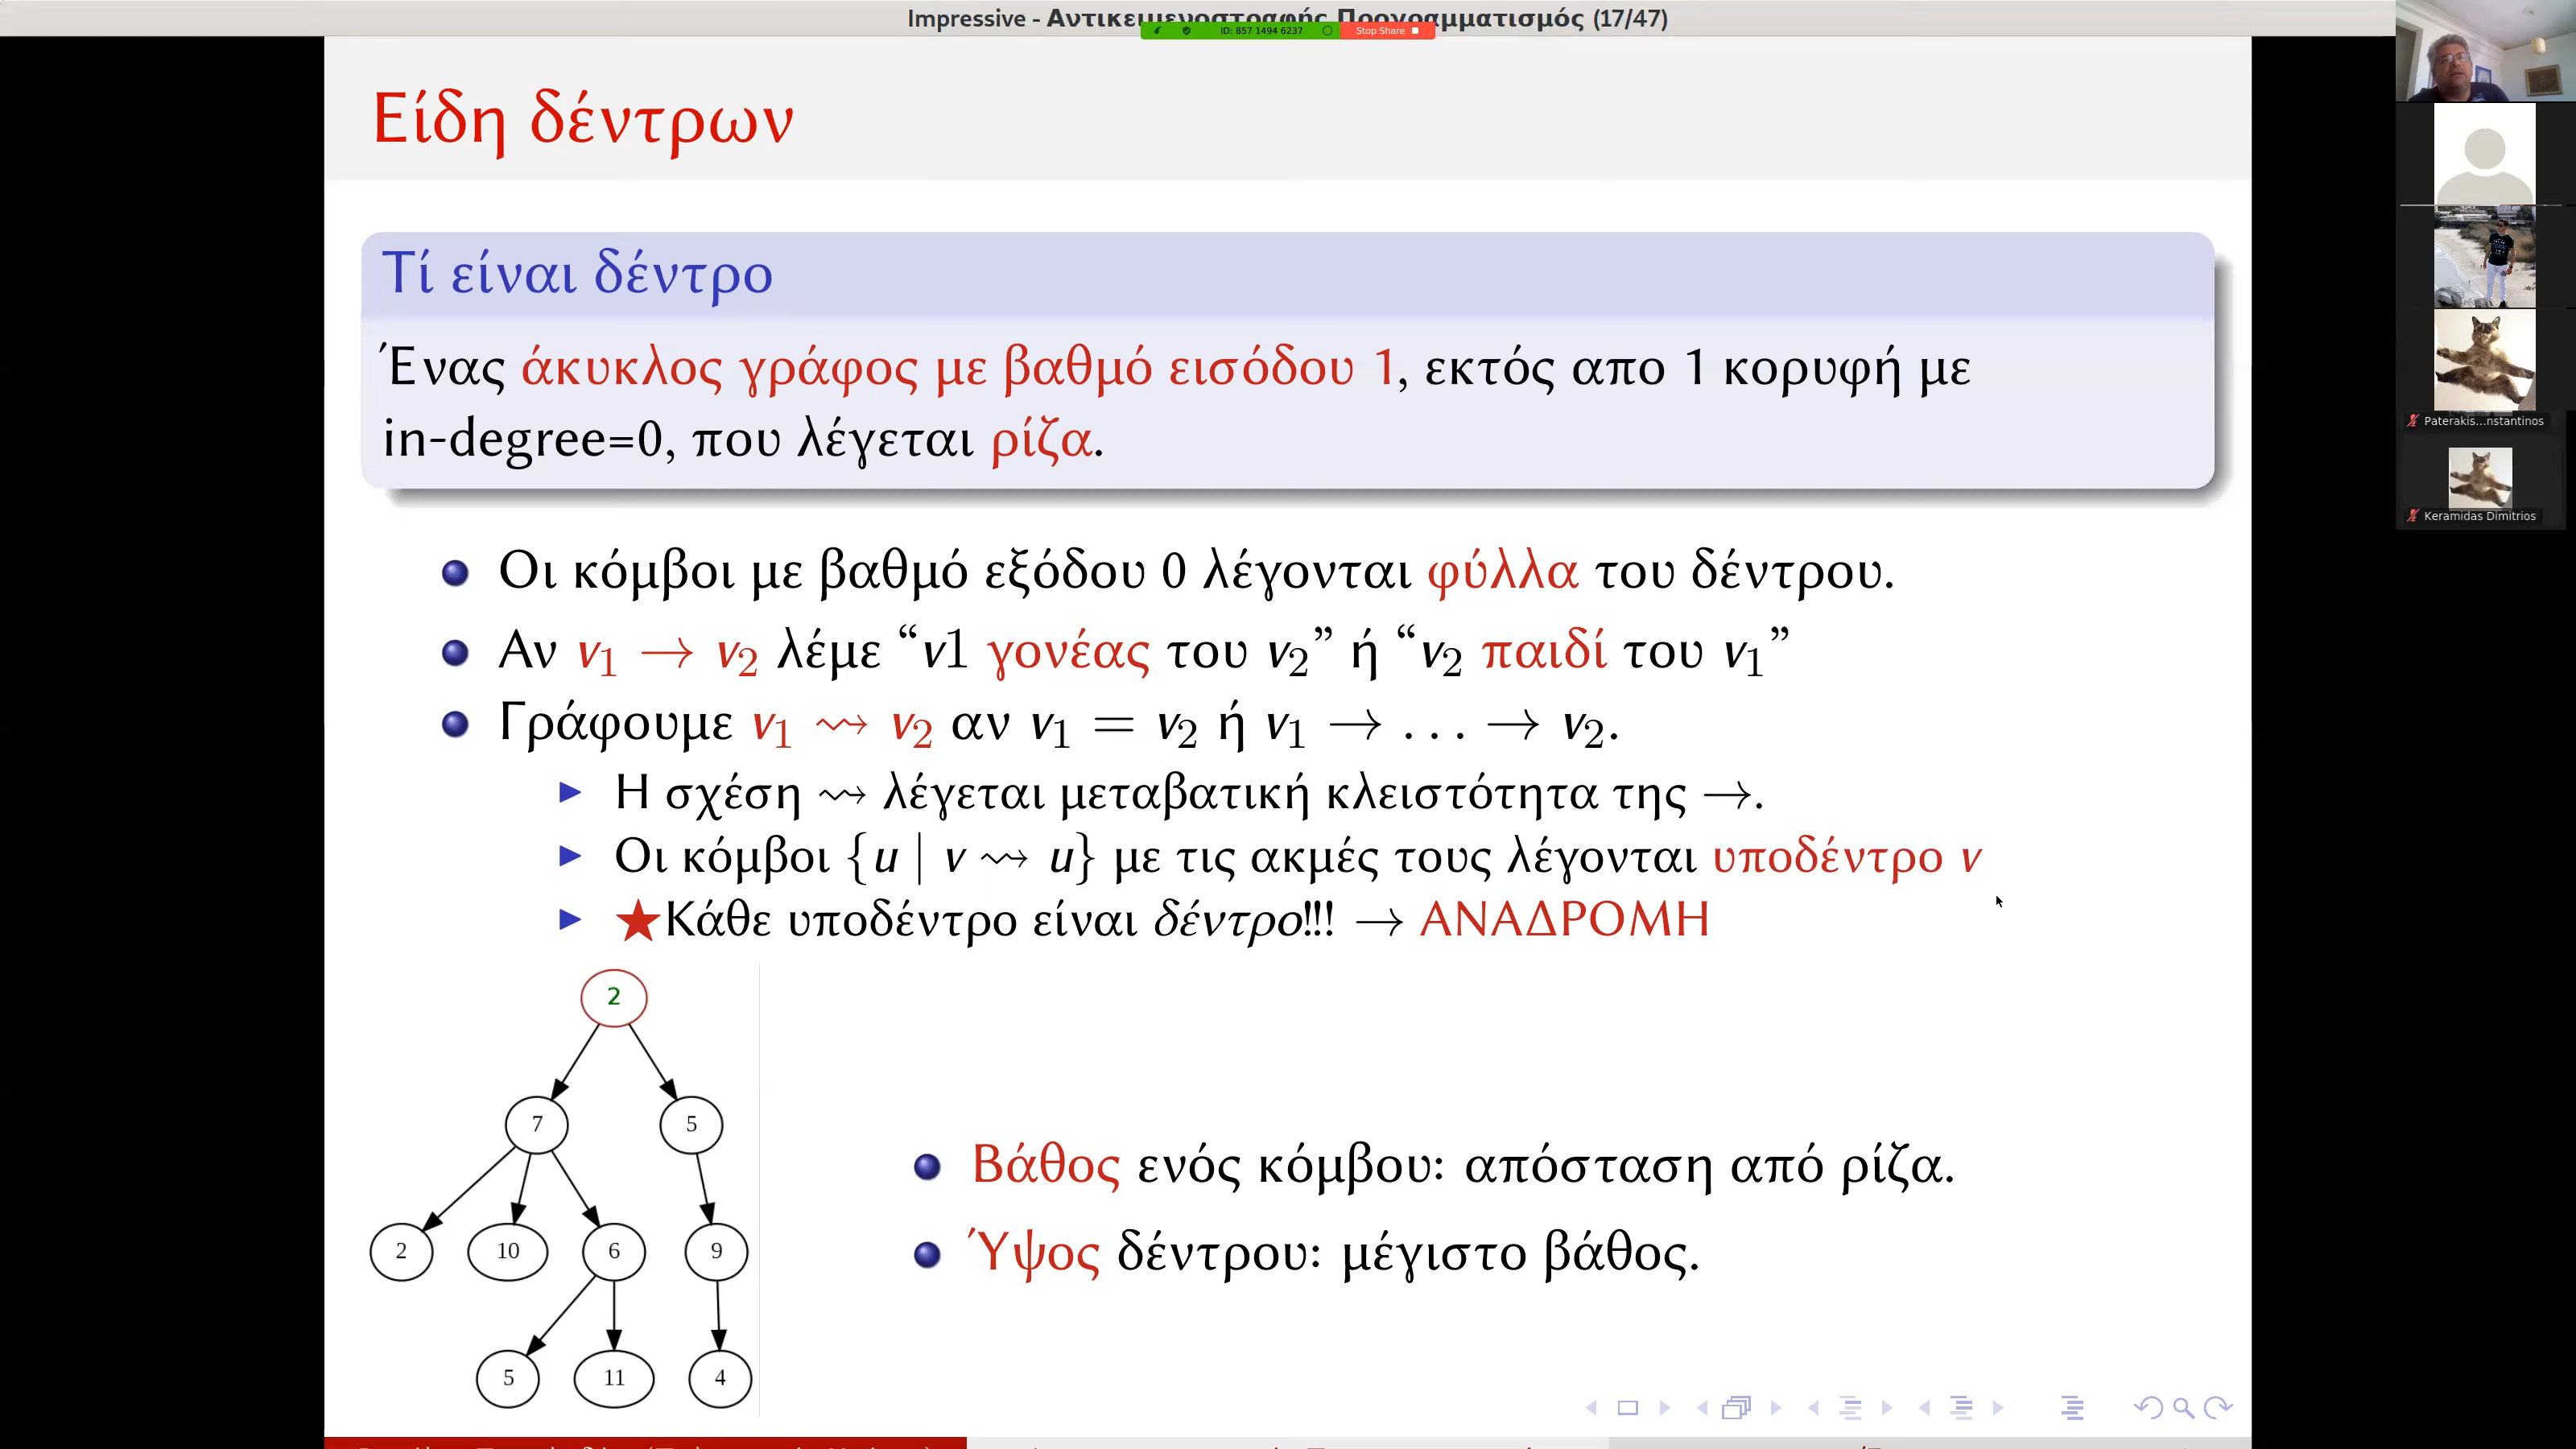 Impressive - Αντικειμενοστραφής Προγραμματισμός (17/47)
ID: 857 1494 6237 Stop Share
Είδη δέντρων
Τί είναι δέντρο
Ένας άκυκλος γράφος με βαθμό εισόδου 1, εκτός απο 1 κορυφή με
in-degree=0, που λέγεται ρίζα.
Οι κόμβοι με βαθμό εξόδου 0 λέγονται φύλλα του δέντρου.
Αν v₁ → v₂ λέμε “v1 γονέας του v₂” ή “v₂ παιδί του v₁”
Γράφουμε v₁ ⇝ v₂ αν v₁ = v₂ ή v₁ → . . . → v₂.
Η σχέση ⇝ λέγεται μεταβατική κλειστότητα της →.
Οι κόμβοι {u | v ⇝ u} με τις ακμές τους λέγονται υποδέντρο v
★Κάθε υποδέντρο είναι δέντρο!!! → ΑΝΑΔΡΟΜΗ
2
7 5
2 10 6 9
5 11 4
Βάθος ενός κόμβου: απόσταση από ρίζα.
Ύψος δέντρου: μέγιστο βάθος.
Paterakis...nstantinos
Keramidas Dimitrios